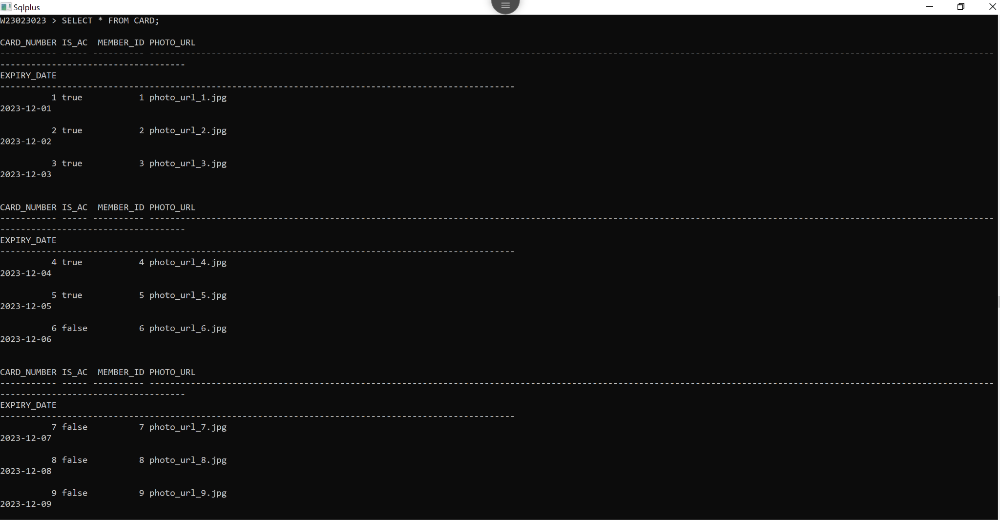 Sqlplus
W23023023 > SELECT * FROM CARD;
CARD_NUMBER IS_AC  MEMBER_ID PHOTO_URL
----------- ----- ---------- --------------------------------------------------------------------------------------------------------------------------------------------------------------------
------------------------------------
EXPIRY_DATE
----------------------------------------------------------------------------------------------------
          1 true           1 photo_url_1.jpg
2023-12-01
          2 true           2 photo_url_2.jpg
2023-12-02
          3 true           3 photo_url_3.jpg
2023-12-03
CARD_NUMBER IS_AC  MEMBER_ID PHOTO_URL
----------- ----- ---------- --------------------------------------------------------------------------------------------------------------------------------------------------------------------
------------------------------------
EXPIRY_DATE
----------------------------------------------------------------------------------------------------
          4 true           4 photo_url_4.jpg
2023-12-04
          5 true           5 photo_url_5.jpg
2023-12-05
          6 false          6 photo_url_6.jpg
2023-12-06
CARD_NUMBER IS_AC  MEMBER_ID PHOTO_URL
----------- ----- ---------- --------------------------------------------------------------------------------------------------------------------------------------------------------------------
------------------------------------
EXPIRY_DATE
----------------------------------------------------------------------------------------------------
          7 false          7 photo_url_7.jpg
2023-12-07
          8 false          8 photo_url_8.jpg
2023-12-08
          9 false          9 photo_url_9.jpg
2023-12-09